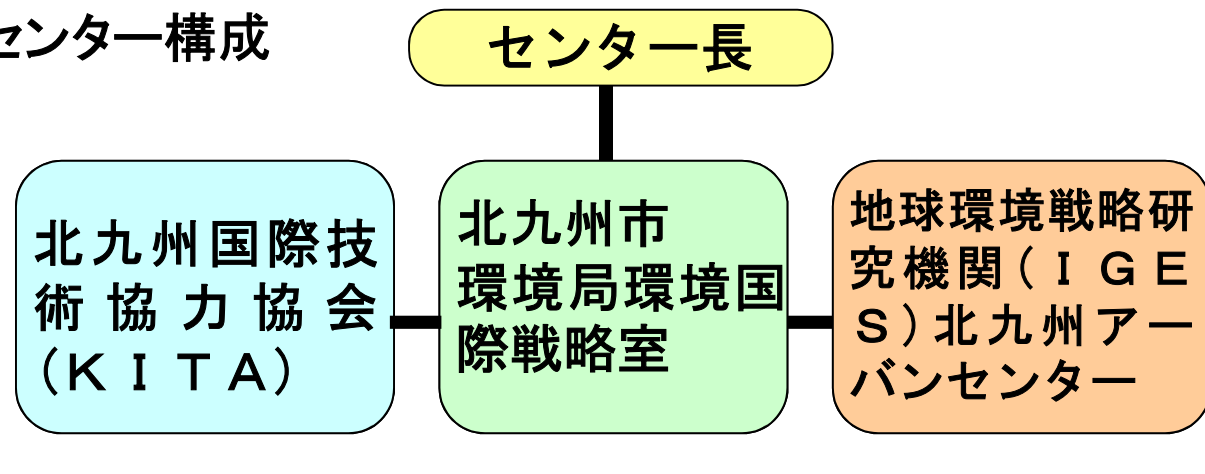 センター構成
センター長
北九州国際技
術協力協会
(KITA)
北九州市
環境局環境国
際戦略室
地球環境戦略研
究機関(IGE
S)北九州アー
バンセンター